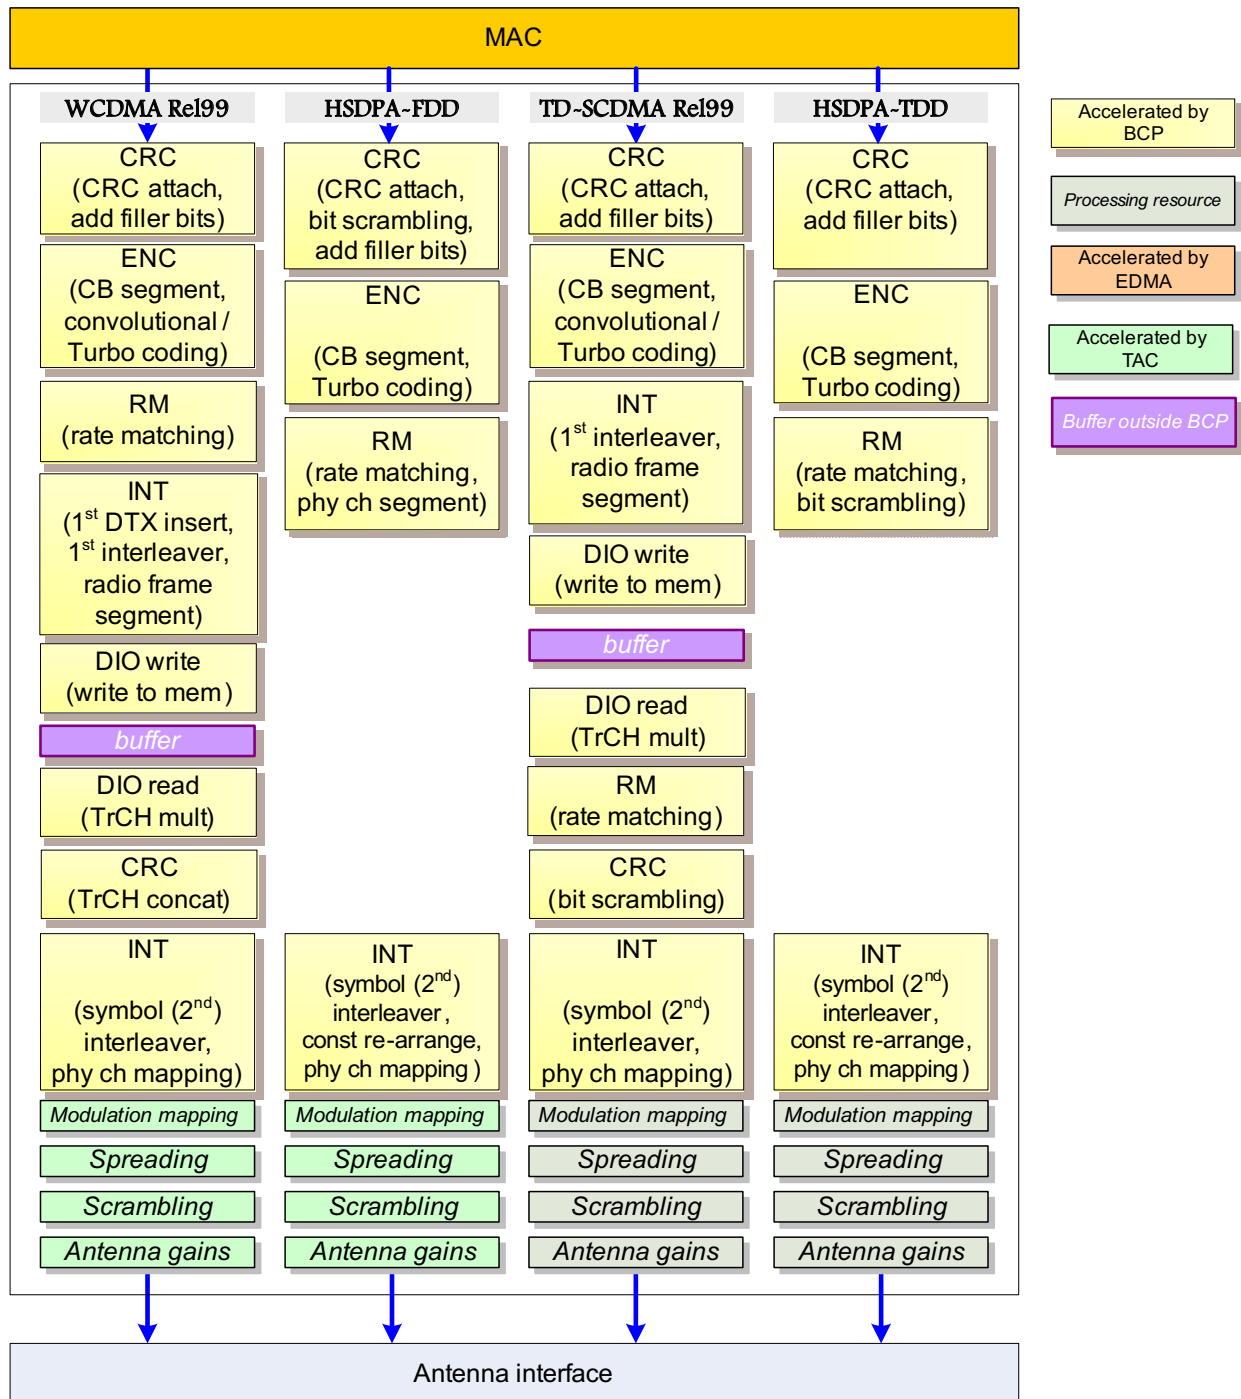 MAC
WCDMA Rel99
CRC
(CRC attach,
add filler bits)
ENC
(CB segment,
convolutional /
Turbo coding)
RM
(rate matching)
INT
(1st DTX insert,
1st interleaver,
radio frame
segment)
DIO write
(write to mem)
buffer
DIO read
(TrCH mult)
CRC
(TrCH concat)
INT
(symbol (2nd)
interleaver,
phy ch mapping)
Modulation mapping
Spreading
Scrambling
Antenna gains
HSDPA-FDD
CRC
(CRC attach,
bit scrambling,
add filler bits)
ENC
(CB segment,
Turbo coding)
RM
(rate matching,
phy ch segment)
INT
(symbol (2nd)
interleaver,
const re-arrange,
phy ch mapping)
Modulation mapping
Spreading
Scrambling
Antenna gains
TD-SCDMA Rel99
CRC
(CRC attach,
add filler bits)
ENC
(CB segment,
convolutional /
Turbo coding)
INT
(1st interleaver,
radio frame
segment)
DIO write
(write to mem)
buffer
DIO read
(TrCH mult)
RM
(rate matching)
CRC
(bit scrambling)
INT
(symbol (2nd)
interleaver,
phy ch mapping)
Modulation mapping
Spreading
Scrambling
Antenna gains
HSDPA-TDD
CRC
(CRC attach,
add filler bits)
ENC
(CB segment,
Turbo coding)
RM
(rate matching,
bit scrambling)
INT
(symbol (2nd)
interleaver,
const re-arrange,
phy ch mapping)
Modulation mapping
Spreading
Scrambling
Antenna gains
Accelerated by
BCP
Processing resource
Accelerated by
EDMA
Accelerated by
TAC
Buffer outside BCP
Antenna interface